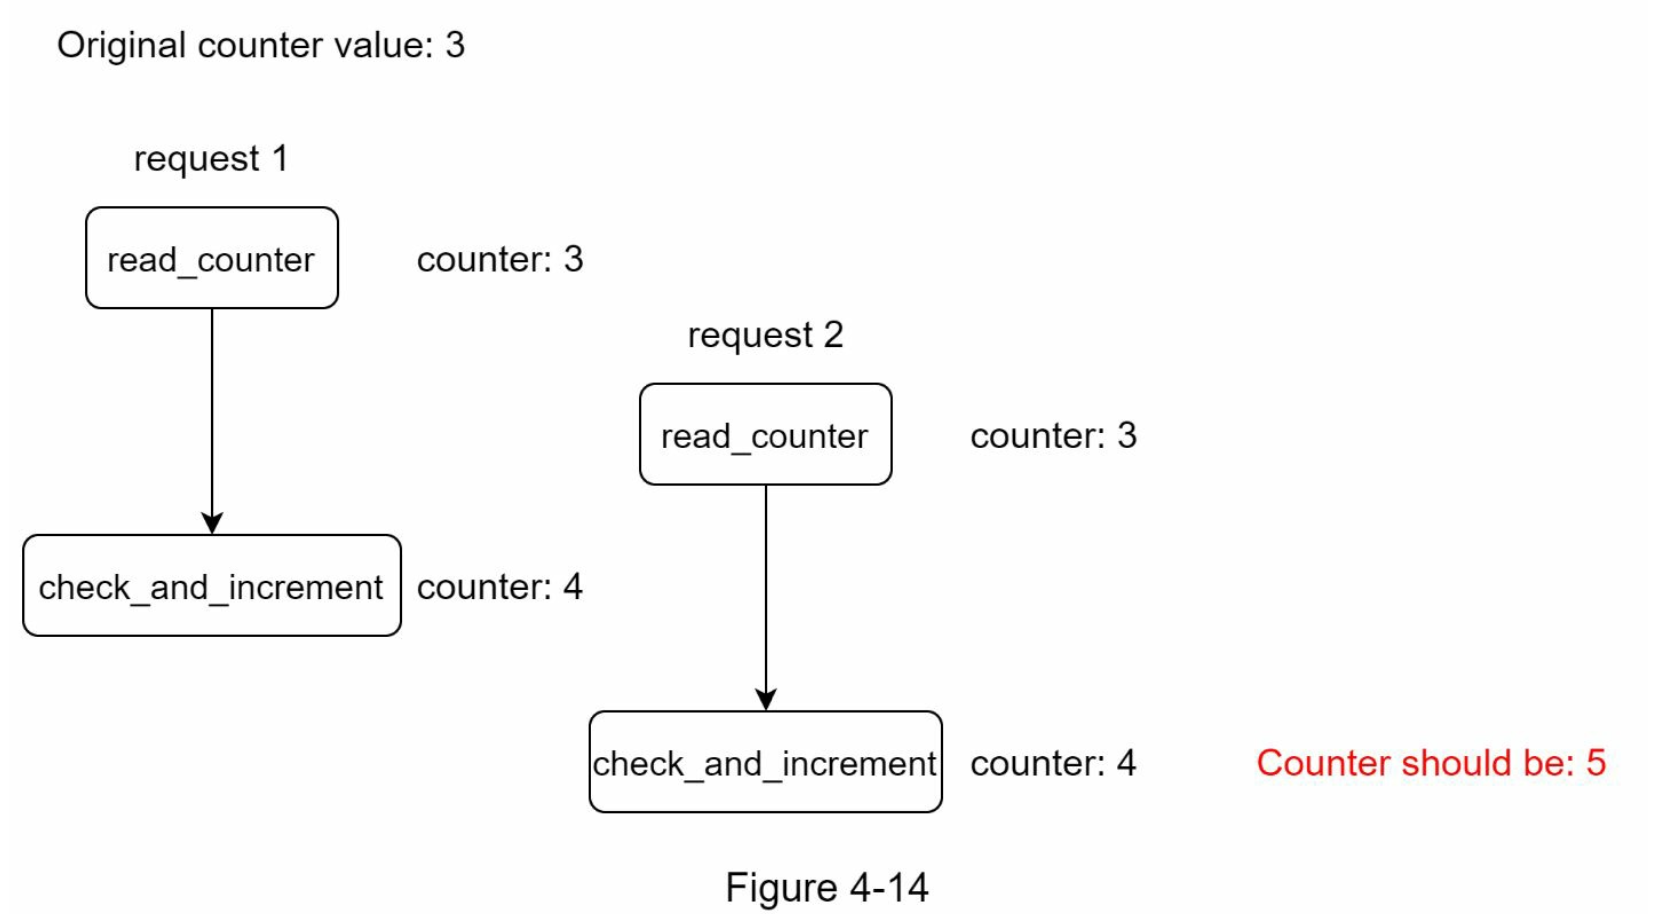 Original counter value: 3
request 1
read_counter
counter: 3
request 2
read_counter
counter: 3
check_and_increment
counter: 4
check_and_increment
counter: 4
Counter should be: 5
Figure 4-14